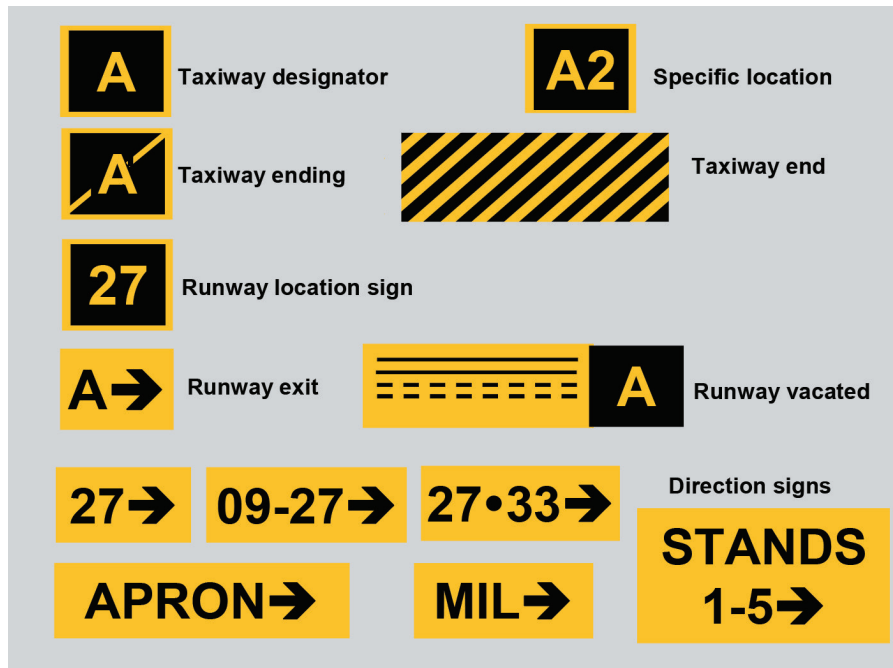 A
Taxiway designator
A2
Specific location
A
Taxiway ending
Taxiway end
27
Runway location sign
A➔
Runway exit
A
Runway vacated
27➔
09-27➔
27•33➔
Direction signs
STANDS
1-5➔
APRON➔
MIL➔